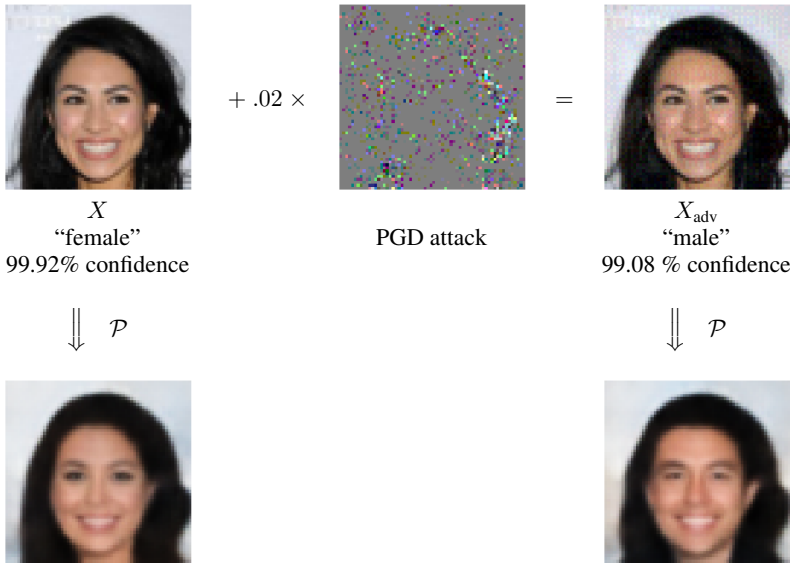 + .02 ×
=
X
"female"
99.92% confidence
PGD attack
X_adv
"male"
99.08 % confidence
⇓ 𝒫
⇓ 𝒫